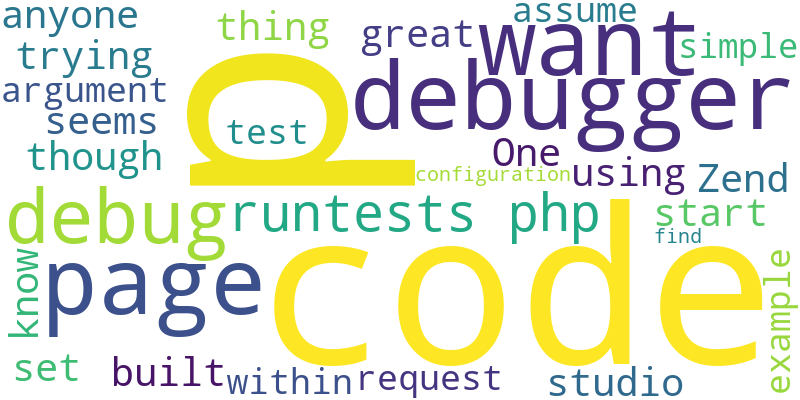 anyone
thing
assume
great
want
simple
trying
argument
debugger
seems
p
test
though
One
using
configuration
Zend
debug
runtests php
start
find
page
code
know
example
set
built
within
request
studio